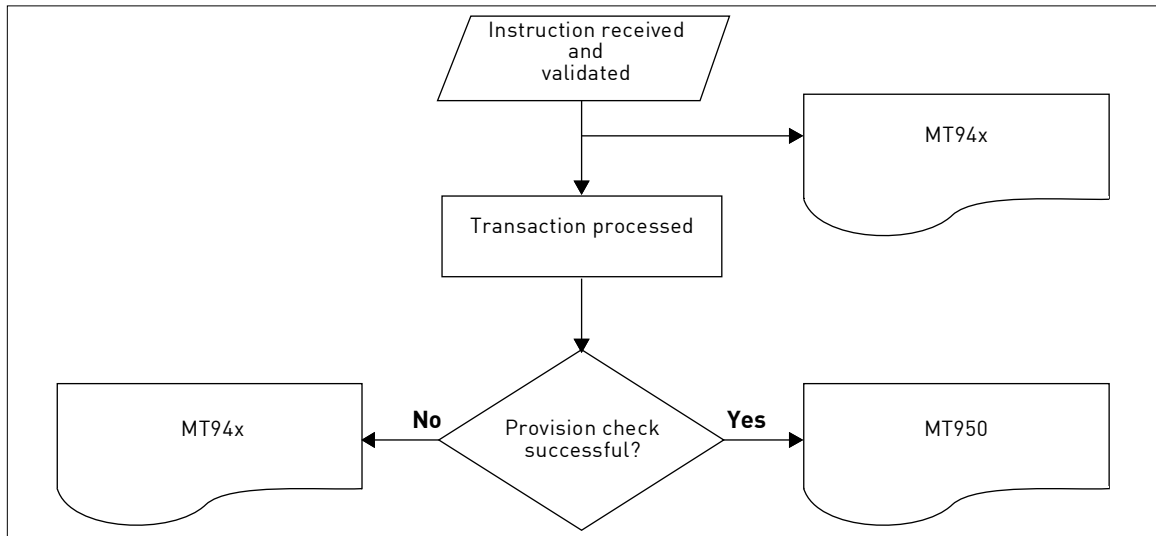 Instruction received
and
validated
MT94x
Transaction processed
MT94x
No
Provision check
successful?
Yes
MT950